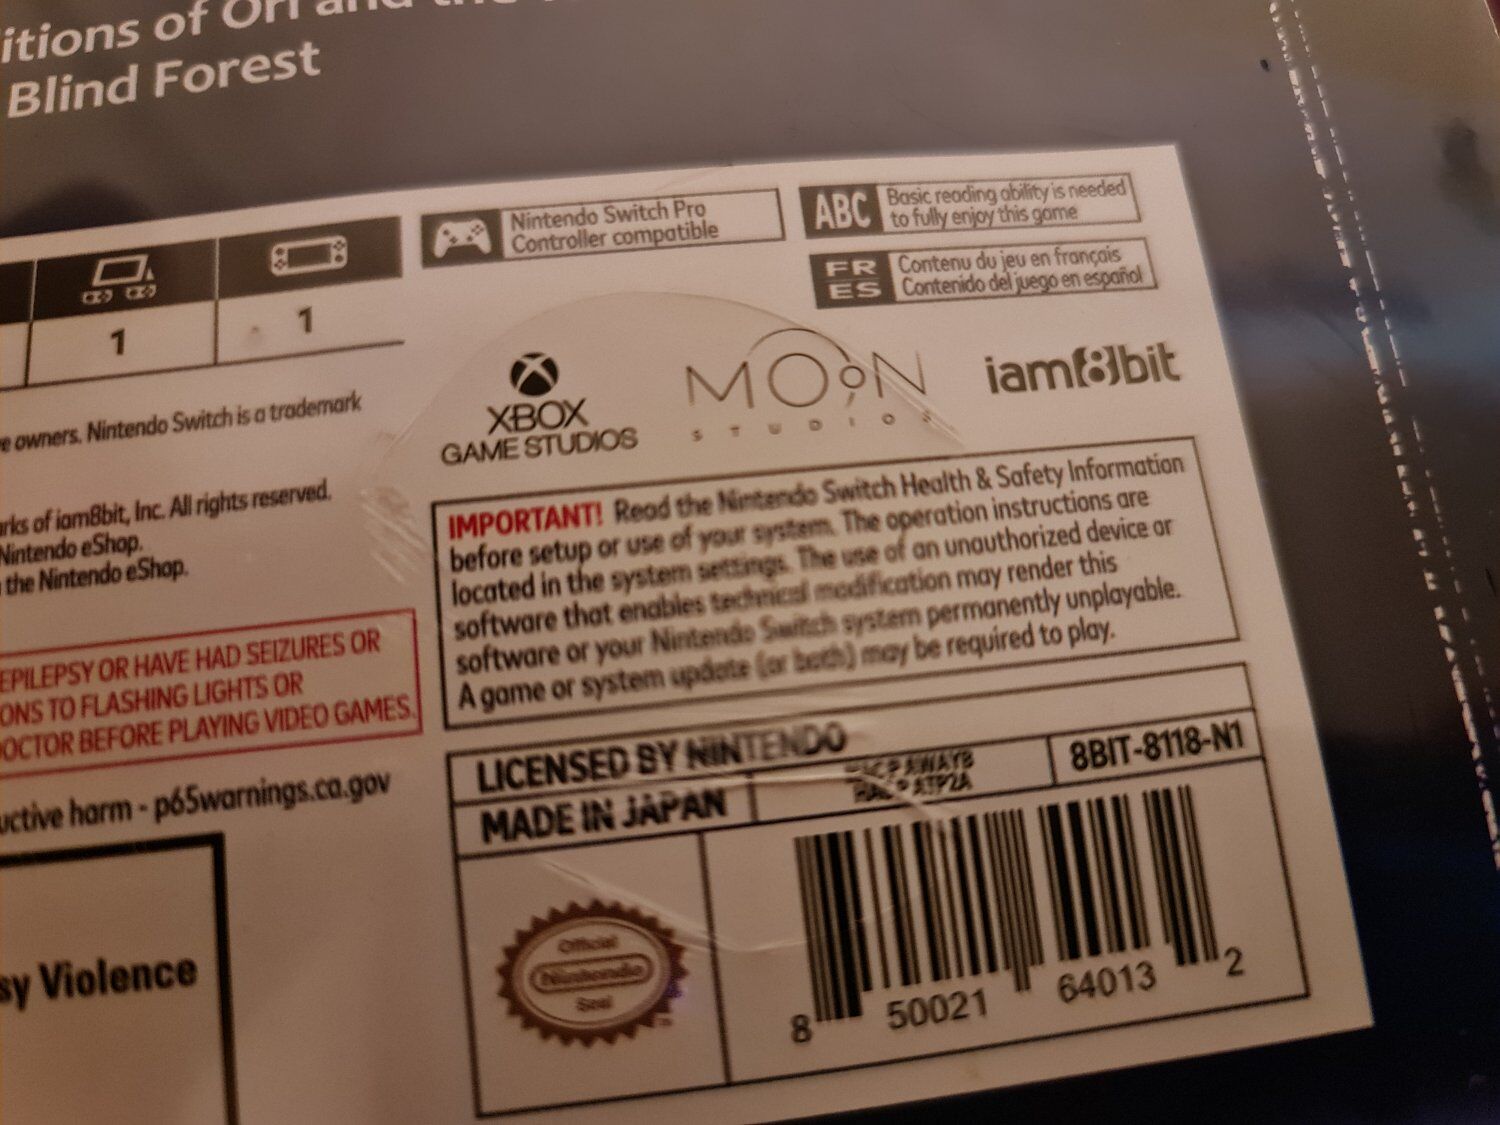 itions of Ori and the
Blind Forest
Nintendo Switch Pro
Controller compatible
ABC
Basic reading ability is needed
to fully enjoy this game
FR
ES
Contenu du jeu en français
Contenido del juego en español
1
1
XBOX
GAME STUDIOS
MOON
STUDIOS
iam8bit
e owners. Nintendo Switch is a trademark
rks of iam8bit, Inc. All rights reserved.
Nintendo eShop.
the Nintendo eShop.
EPILEPSY OR HAVE HAD SEIZURES OR
ONS TO FLASHING LIGHTS OR
OCTOR BEFORE PLAYING VIDEO GAMES.
uctive harm - p65warnings.ca.gov
sy Violence
IMPORTANT! Read the Nintendo Switch Health & Safety Information
before setup or use of your system. The operation instructions are
located in the system settings. The use of an unauthorized device or
software that enables technical modification may render this
software or your Nintendo Switch system permanently unplayable.
A game or system update (or both) may be required to play.
LICENSED BY NINTENDO
MADE IN JAPAN
8BIT-8118-N1
Official
Nintendo
Seal
8 50021 64013 2